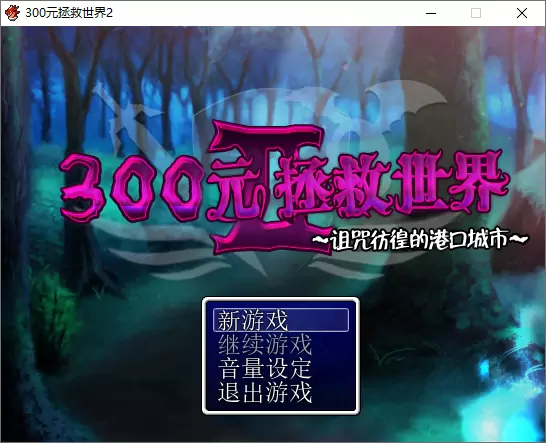 300元拯救世界2
300元拯救世界
II
~诅咒彷徨的港口城市~
新游戏
继续游戏
音量设定
退出游戏